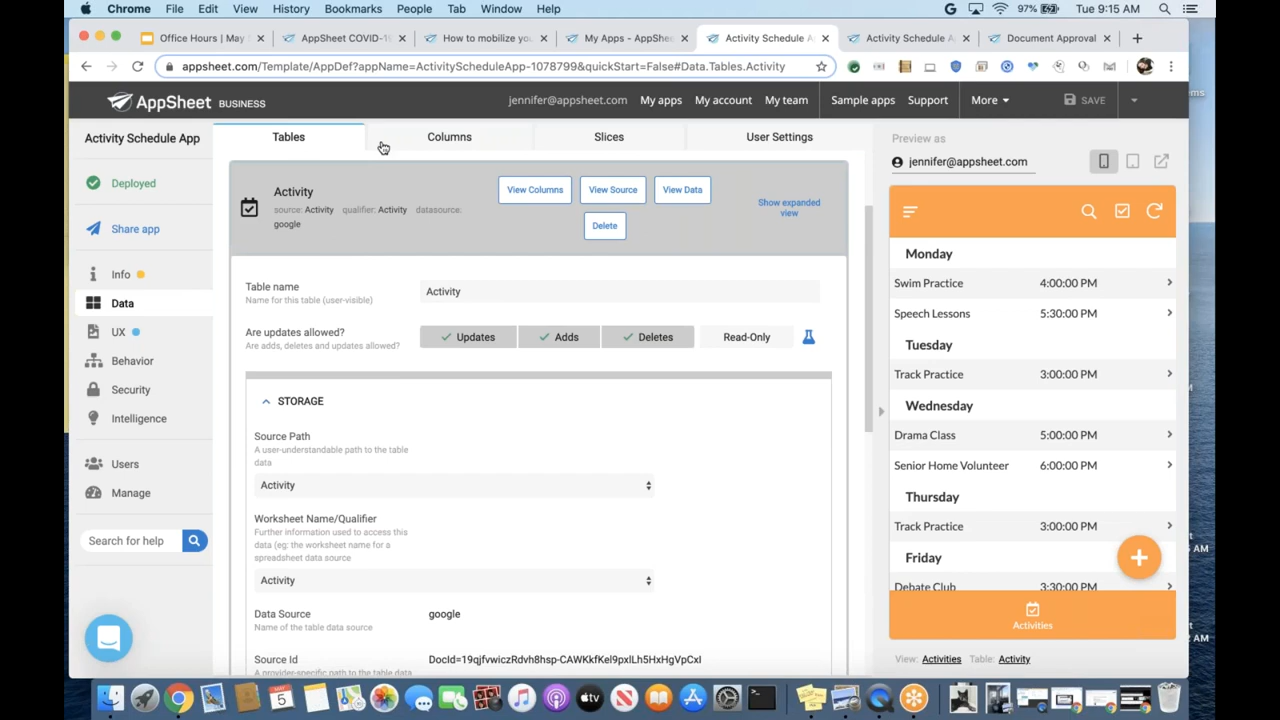 Chrome File Edit View History Bookmarks People Tab Window Help 97% Tue 9:15 AM
Office Hours | May AppSheet COVID-19 How to mobilize you My Apps - AppShee Activity Schedule A Activity Schedule A Document Approval
appsheet.com/Template/AppDef?appName=ActivityScheduleApp-1078799&quickStart=False#Data.Tables.Activity
AppSheet BUSINESS jennifer@appsheet.com My apps My account My team Sample apps Support More SAVE
Activity Schedule App Tables Columns Slices User Settings
Preview as
jennifer@appsheet.com
Deployed
Share app
Info
Data
UX
Behavior
Security
Intelligence
Users
Manage
Search for help
Activity
source: Activity qualifier: Activity datasource:
google
View Columns View Source View Data
Delete
Show expanded
view
Table name
Name for this table (user-visible)
Activity
Are updates allowed?
Are adds, deletes and updates allowed?
Updates Adds Deletes Read-Only
STORAGE
Source Path
A user-understandable path to the table
data
Activity
Worksheet Name/Qualifier
Further information used to access this
data (eg: the worksheet name for a
spreadsheet data source
Activity
Data Source
Name of the table data source
google
Source Id
Monday
Swim Practice 4:00:00 PM
Speech Lessons 5:30:00 PM
Tuesday
Track Practice 3:00:00 PM
Wednesday
Drama Class 5:00:00 PM
Senior Home Volunteer 6:00:00 PM
Thursday
Track Practice 3:00:00 PM
Friday
3:30:00 PM
Activities
View: Activities Table: Activity
ems
AM
AM